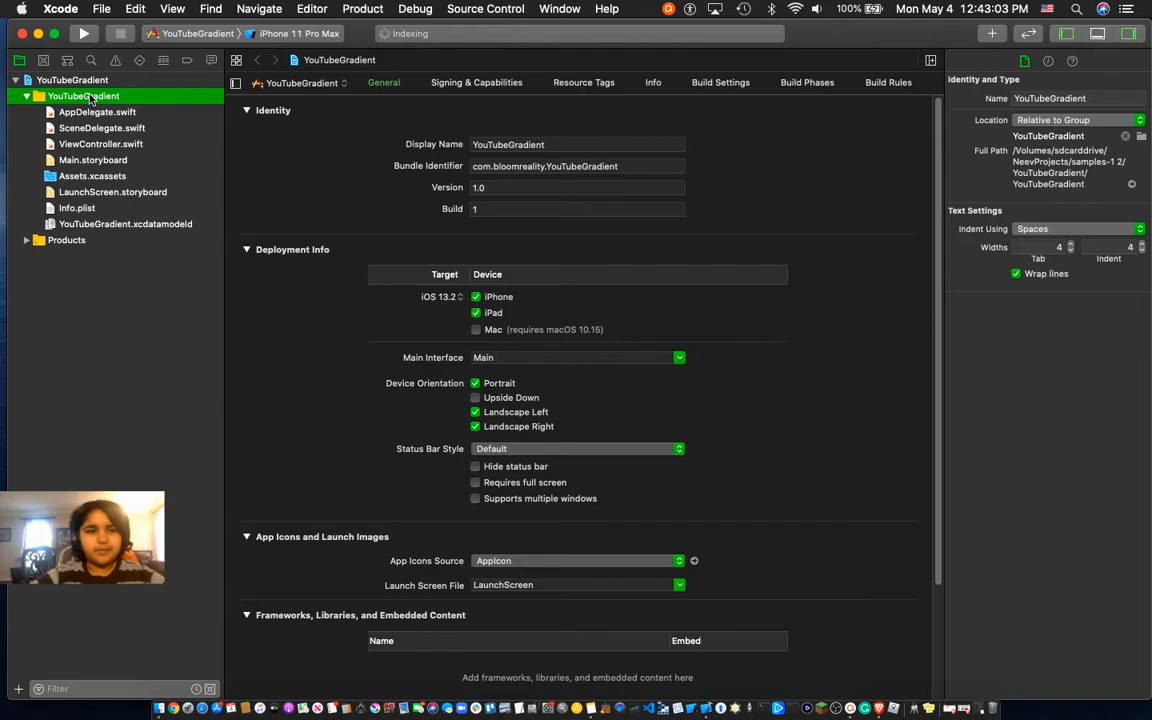 Xcode File Edit View Find Navigate Editor Product Debug Source Control Window Help 100% Mon May 4 12:43:03 PM
YouTubeGradient iPhone 11 Pro Max Indexing
YouTubeGradient
YouTubeGradient General Signing & Capabilities Resource Tags Info Build Settings Build Phases Build Rules
YouTubeGradient
YouTubeGradient
AppDelegate.swift
SceneDelegate.swift
ViewController.swift
Main.storyboard
Assets.xcassets
LaunchScreen.storyboard
Info.plist
YouTubeGradient.xcdatamodeld
Products
Filter
Identity
Display Name YouTubeGradient
Bundle Identifier com.bloomreality.YouTubeGradient
Version 1.0
Build 1
Deployment Info
Target Device
iOS 13.2 iPhone
iPad
Mac (requires macOS 10.15)
Main Interface Main
Device Orientation Portrait
Upside Down
Landscape Left
Landscape Right
Status Bar Style Default
Hide status bar
Requires full screen
Supports multiple windows
App Icons and Launch Images
App Icons Source AppIcon
Launch Screen File LaunchScreen
Frameworks, Libraries, and Embedded Content
Name Embed
Add frameworks, libraries, and embedded content here
Identity and Type
Name YouTubeGradient
Location Relative to Group
YouTubeGradient
Full Path /Volumes/sdcarddrive/
NeevProjects/samples-1 2/
YouTubeGradient/
YouTubeGradient
Text Settings
Indent Using Spaces
Widths 4 4
Tab Indent
Wrap lines